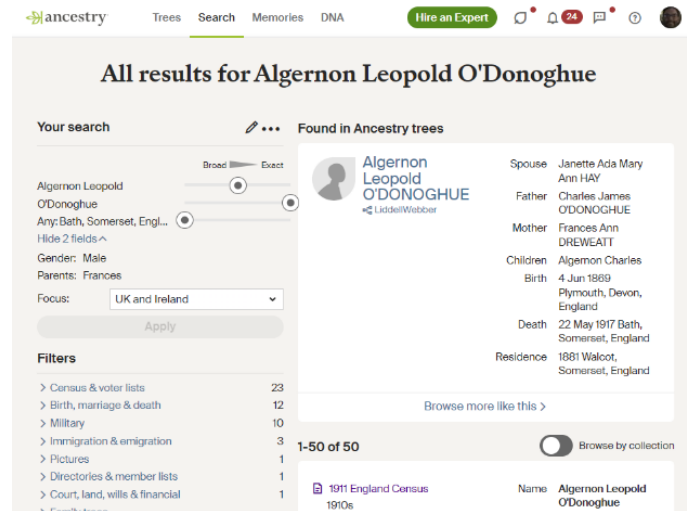 ancestry
Trees Search Memories DNA Hire an Expert 24
All results for Algernon Leopold O'Donoghue
Your search
Broad Exact
Algernon Leopold
O'Donoghue
Any: Bath, Somerset, Engl...
Hide 2 fields
Gender: Male
Parents: Frances
Focus: UK and Ireland
Apply
Filters
Census & voter lists 23
Birth, marriage & death 12
Military 10
Immigration & emigration 3
Pictures 1
Directories & member lists 1
Court, land, wills & financial 1
Found in Ancestry trees
Algernon
Leopold
O'DONOGHUE
LiddellWebber
Spouse Janette Ada Mary
Ann HAY
Father Charles James
O'DONOGHUE
Mother Frances Ann
DREWEATT
Children Algernon Charles
Birth 4 Jun 1869
Plymouth, Devon,
England
Death 22 May 1917 Bath,
Somerset, England
Residence 1881 Walcot,
Somerset, England
Browse more like this
1-50 of 50 Browse by collection
1911 England Census
1910s
Name Algernon Leopold
O'Donoghue